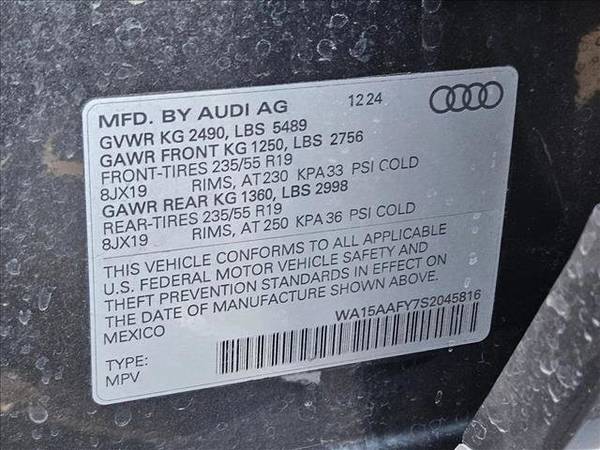 MFD. BY AUDI AG 12 24
GVWR KG 2490, LBS 5489
GAWR FRONT KG 1250, LBS 2756
FRONT-TIRES 235/55 R19
8JX19 RIMS, AT 230 KPA 33 PSI COLD
GAWR REAR KG 1360, LBS 2998
REAR-TIRES 235/55 R19
8JX19 RIMS, AT 250 KPA 36 PSI COLD
THIS VEHICLE CONFORMS TO ALL APPLICABLE
U.S. FEDERAL MOTOR VEHICLE SAFETY AND
THEFT PREVENTION STANDARDS IN EFFECT ON
THE DATE OF MANUFACTURE SHOWN ABOVE.
MEXICO
WA15AAFY7S2045816
TYPE:
MPV